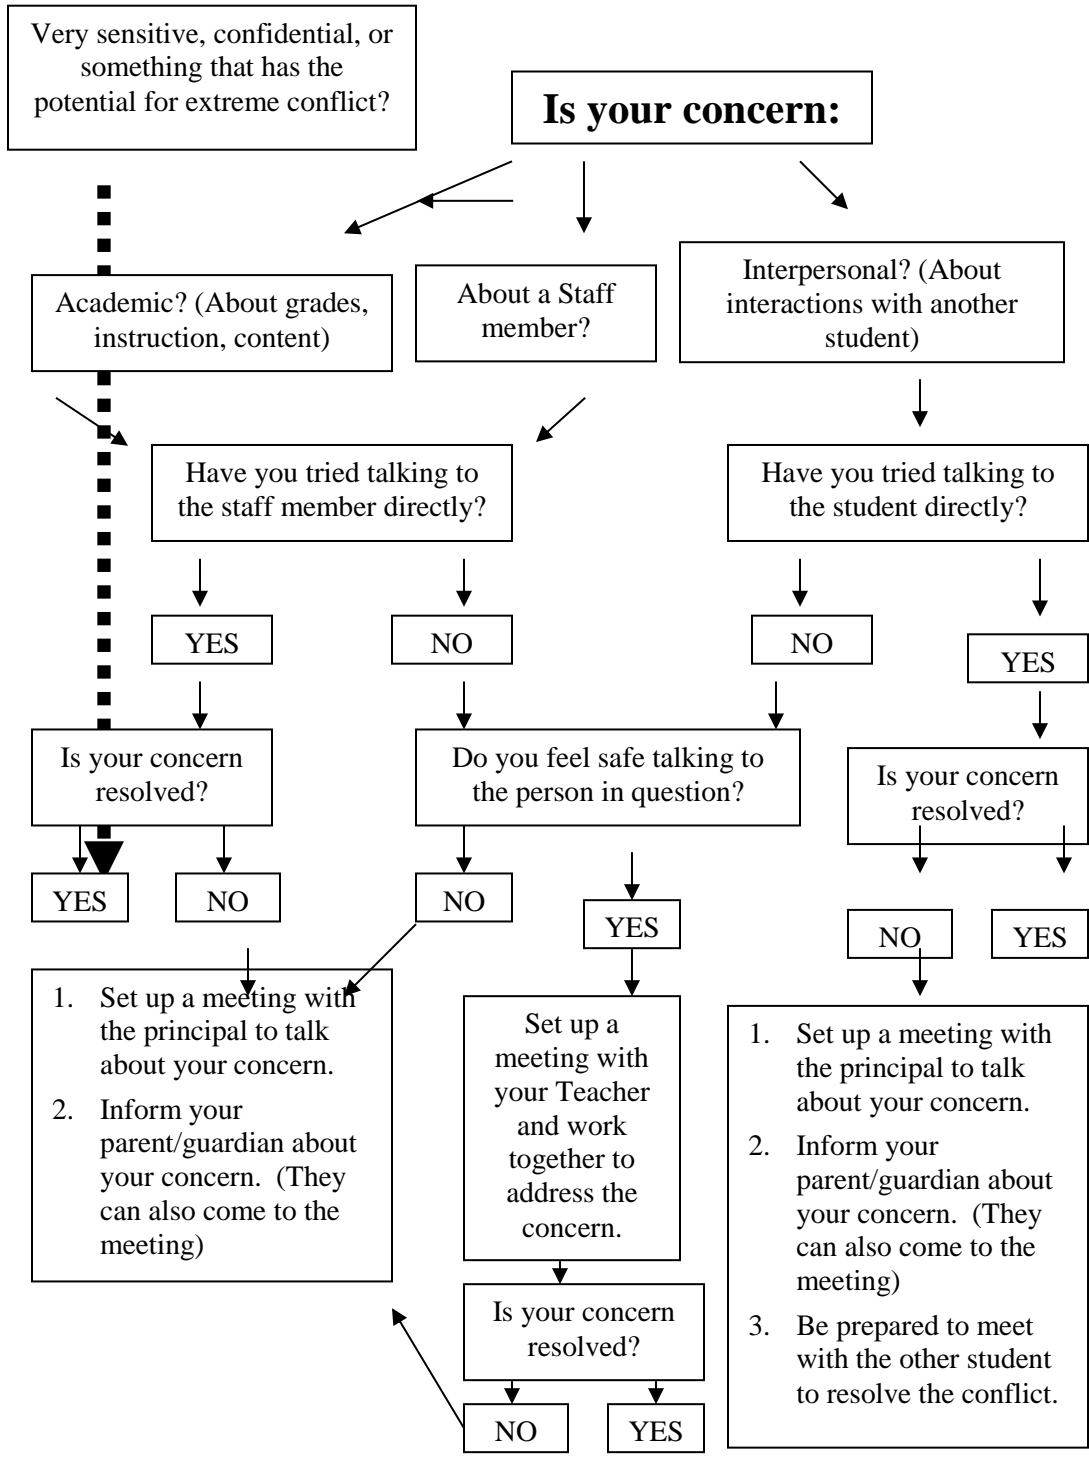 Very sensitive, confidential, or
something that has the
potential for extreme conflict?
Is your concern:
Academic? (About grades,
instruction, content)
About a Staff
member?
Interpersonal? (About
interactions with another
student)
Have you tried talking to
the staff member directly?
Have you tried talking to
the student directly?
YES
NO
NO
YES
Is your concern
resolved?
Do you feel safe talking to
the person in question?
Is your concern
resolved?
YES
NO
NO
YES
NO
YES
1. Set up a meeting with
the principal to talk
about your concern.
2. Inform your
parent/guardian about
your concern. (They
can also come to the
meeting)
Set up a
meeting with
your Teacher
and work
together to
address the
concern.
1. Set up a meeting with
the principal to talk
about your concern.
2. Inform your
parent/guardian about
your concern. (They
can also come to the
meeting)
3. Be prepared to meet
with the other student
to resolve the conflict.
Is your concern
resolved?
NO
YES